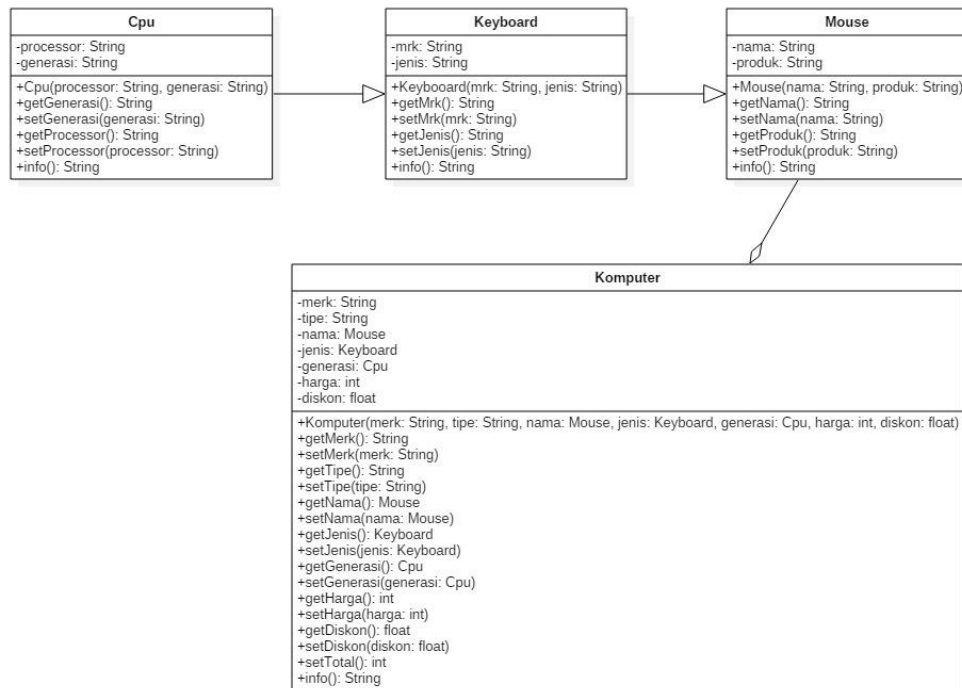 Cpu
-processor: String
-generasi: String
+Cpu(processor: String, generasi: String)
+getGenerasi(): String
+setGenerasi(generasi: String)
+getProcessor(): String
+setProcessor(processor: String)
+info(): String
Keyboard
-mrk: String
-jenis: String
+Keybooard(mrk: String, jenis: String)
+getMrk(): String
+setMrk(mrk: String)
+getJenis(): String
+setJenis(jenis: String)
+info(): String
Mouse
-nama: String
-produk: String
+Mouse(nama: String, produk: String)
+getNama(): String
+setNama(nama: String)
+getProduk(): String
+setProduk(produk: String)
+info(): String
Komputer
-merk: String
-tipe: String
-nama: Mouse
-jenis: Keyboard
-generasi: Cpu
-harga: int
-diskon: float
+Komputer(merk: String, tipe: String, nama: Mouse, jenis: Keyboard, generasi: Cpu, harga: int, diskon: float)
+getMerk(): String
+setMerk(merk: String)
+getTipe(): String
+setTipe(tipe: String)
+getNama(): Mouse
+setNama(nama: Mouse)
+getJenis(): Keyboard
+setJenis(jenis: Keyboard)
+getGenerasi(): Cpu
+setGenerasi(generasi: Cpu)
+getHarga(): int
+setHarga(harga: int)
+getDiskon(): float
+setDiskon(diskon: float)
+setTotal(): int
+info(): String